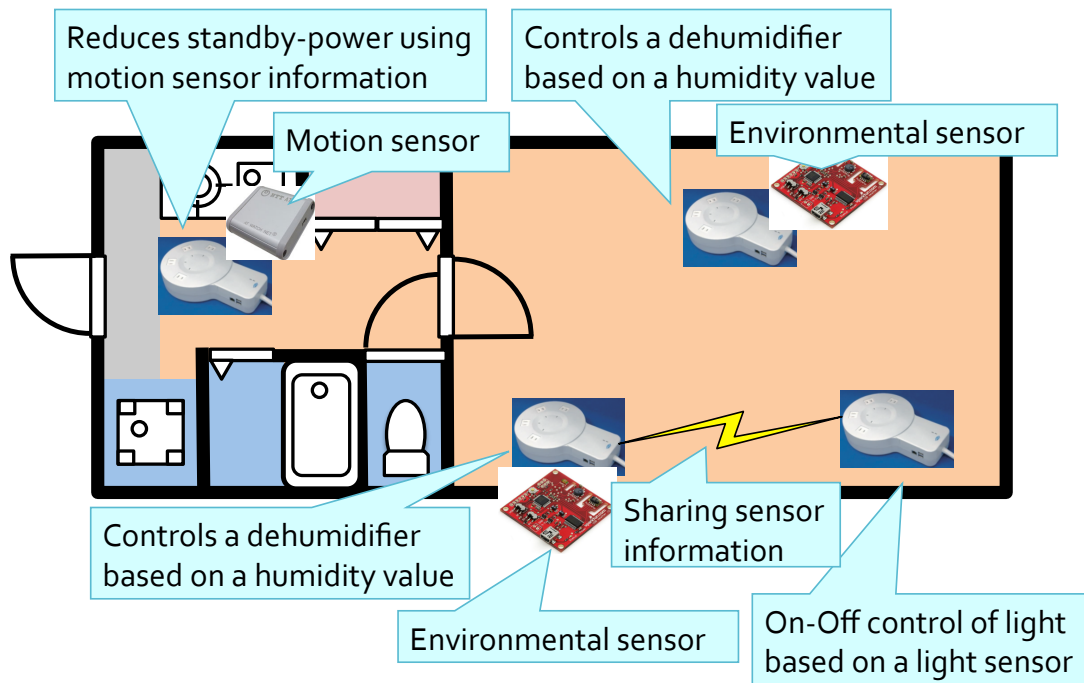 Reduces standby-power using
motion sensor information
Controls a dehumidifier
based on a humidity value
Motion sensor
Environmental sensor
Controls a dehumidifier
based on a humidity value
Sharing sensor
information
Environmental sensor
On-Off control of light
based on a light sensor